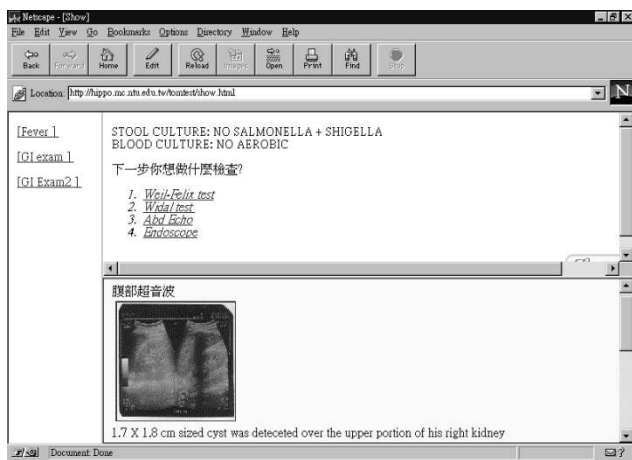 Netscape - [Show]
File Edit View Go Bookmarks Options Directory Window Help
Back Forward Home Edit Reload Images Open Print Find Stop
Location: http://hippo.mc.ntu.edu.tw/tomtest/show.html
N
[Fever ]
[GI exam ]
[GI Exam2 ]
STOOL CULTURE: NO SALMONELLA + SHIGELLA
BLOOD CULTURE: NO AEROBIC
下一步你想做什麼檢查?
1. Weil-Felix test
2. Widal test
3. Abd Echo
4. Endoscope
腹部超音波
1.7 X 1.8 cm sized cyst was deteceted over the upper portion of his right kidney
Document: Done